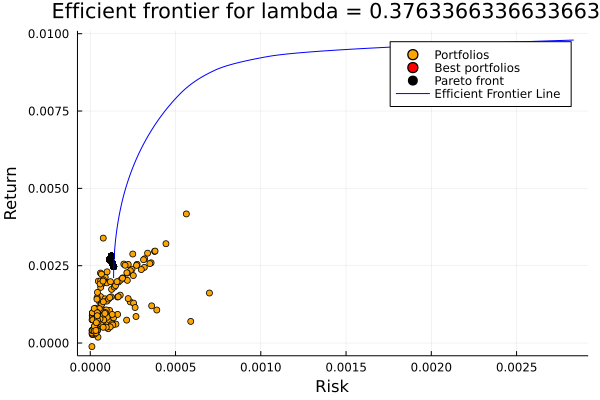 Efficient frontier for lambda = 0.3763366336633663
0.0100
0.0075
0.0050
0.0025
0.0000
Return
Portfolios
Best portfolios
Pareto front
Efficient Frontier Line
0.0000
0.0005
0.0010
0.0015
0.0020
0.0025
Risk